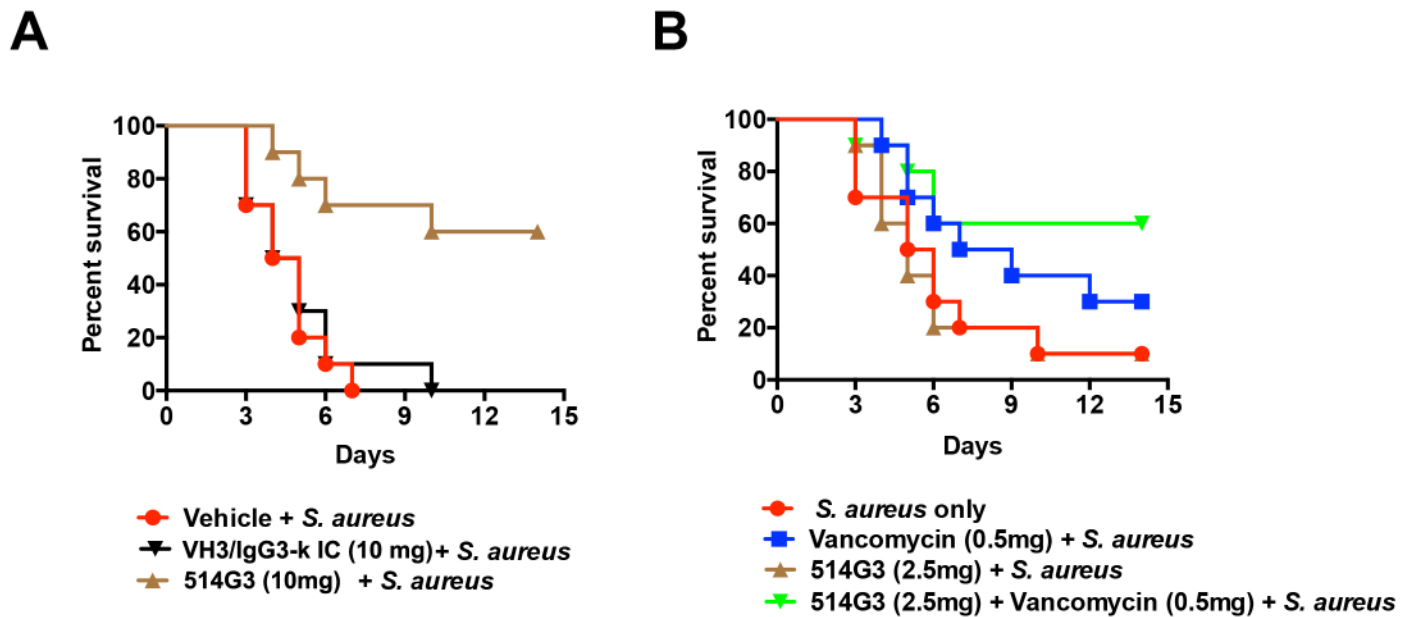 A
B
Percent survival
100
80
60
40
20
0
0 3 6 9 12 15
Days
Vehicle + S. aureus
VH3/IgG3-k IC (10 mg)+ S. aureus
514G3 (10mg) + S. aureus
Percent survival
100
80
60
40
20
0
0 3 6 9 12 15
Days
S. aureus only
Vancomycin (0.5mg) + S. aureus
514G3 (2.5mg) + S. aureus
514G3 (2.5mg) + Vancomycin (0.5mg) + S. aureus